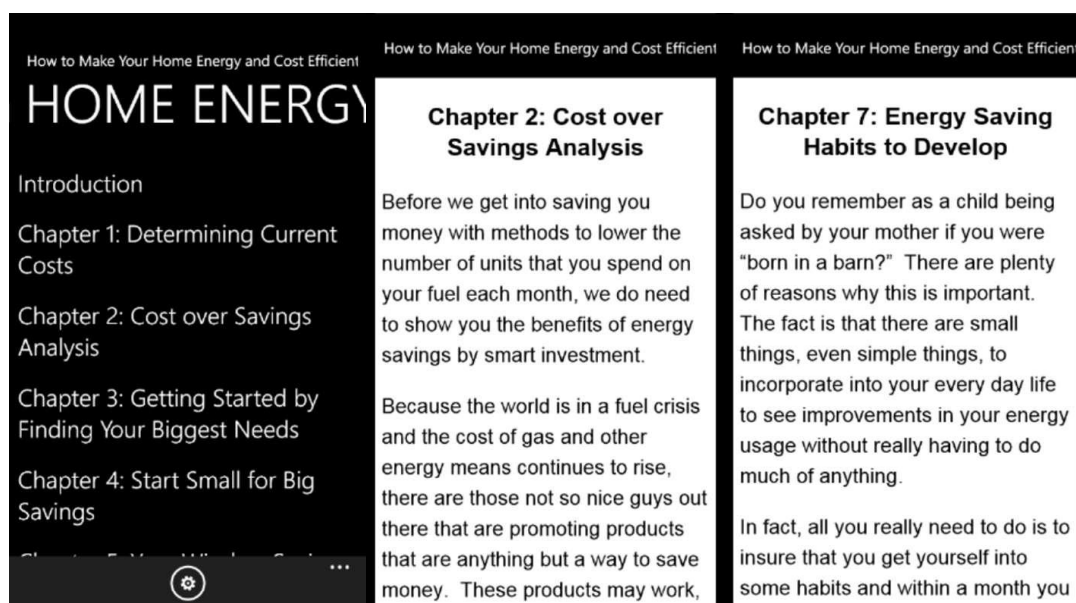 How to Make Your Home Energy and Cost Efficient
HOME ENERGY
Introduction
Chapter 1: Determining Current
Costs
Chapter 2: Cost over Savings
Analysis
Chapter 3: Getting Started by
Finding Your Biggest Needs
Chapter 4: Start Small for Big
Savings
How to Make Your Home Energy and Cost Efficient
Chapter 2: Cost over
Savings Analysis
Before we get into saving you
money with methods to lower the
number of units that you spend on
your fuel each month, we do need
to show you the benefits of energy
savings by smart investment.
Because the world is in a fuel crisis
and the cost of gas and other
energy means continues to rise,
there are those not so nice guys out
there that are promoting products
that are anything but a way to save
money.  These products may work,
How to Make Your Home Energy and Cost Efficient
Chapter 7: Energy Saving
Habits to Develop
Do you remember as a child being
asked by your mother if you were
“born in a barn?”  There are plenty
of reasons why this is important.
The fact is that there are small
things, even simple things, to
incorporate into your every day life
to see improvements in your energy
usage without really having to do
much of anything.
In fact, all you really need to do is to
insure that you get yourself into
some habits and within a month you